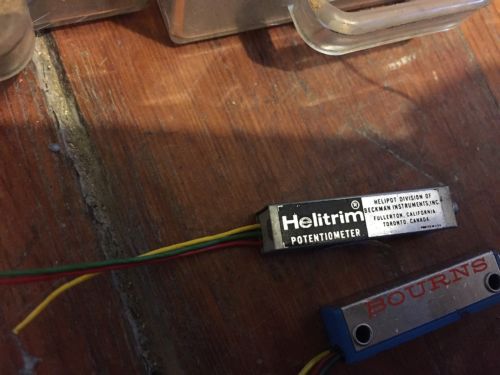 Helitrim®
POTENTIOMETER
HELIPOT DIVISION OF
BECKMAN INSTRUMENTS, INC.
FULLERTON, CALIFORNIA
TORONTO, CANADA
BOURNS